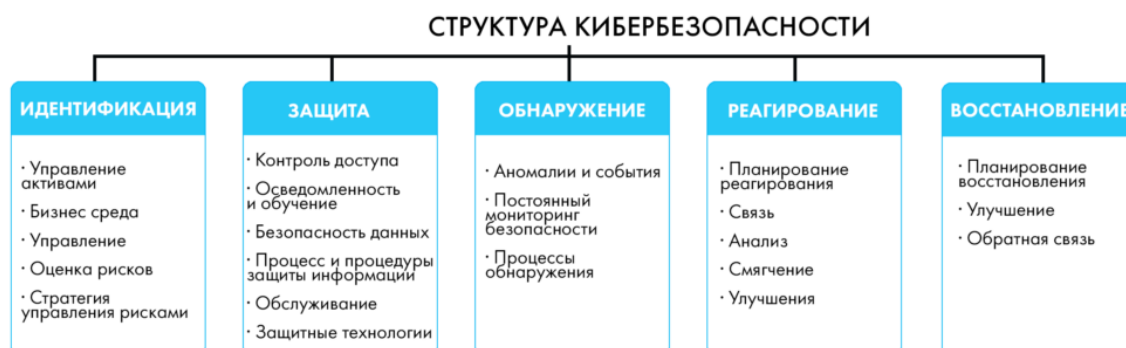 СТРУКТУРА КИБЕРБЕЗОПАСНОСТИ
ИДЕНТИФИКАЦИЯ
· Управление
активами
· Бизнес среда
· Управление
· Оценка рисков
· Стратегия
управления рисками
ЗАЩИТА
· Контроль доступа
· Осведомленность
и обучение
· Безопасность данных
· Процесс и процедуры
защиты информации
· Обслуживание
· Защитные технологии
ОБНАРУЖЕНИЕ
· Аномалии и события
· Постоянный
мониторинг
безопасности
· Процессы
обнаружения
РЕАГИРОВАНИЕ
· Планирование
реагирования
· Связь
· Анализ
· Смягчение
· Улучшения
ВОССТАНОВЛЕНИЕ
· Планирование
восстановления
· Улучшение
· Обратная связь